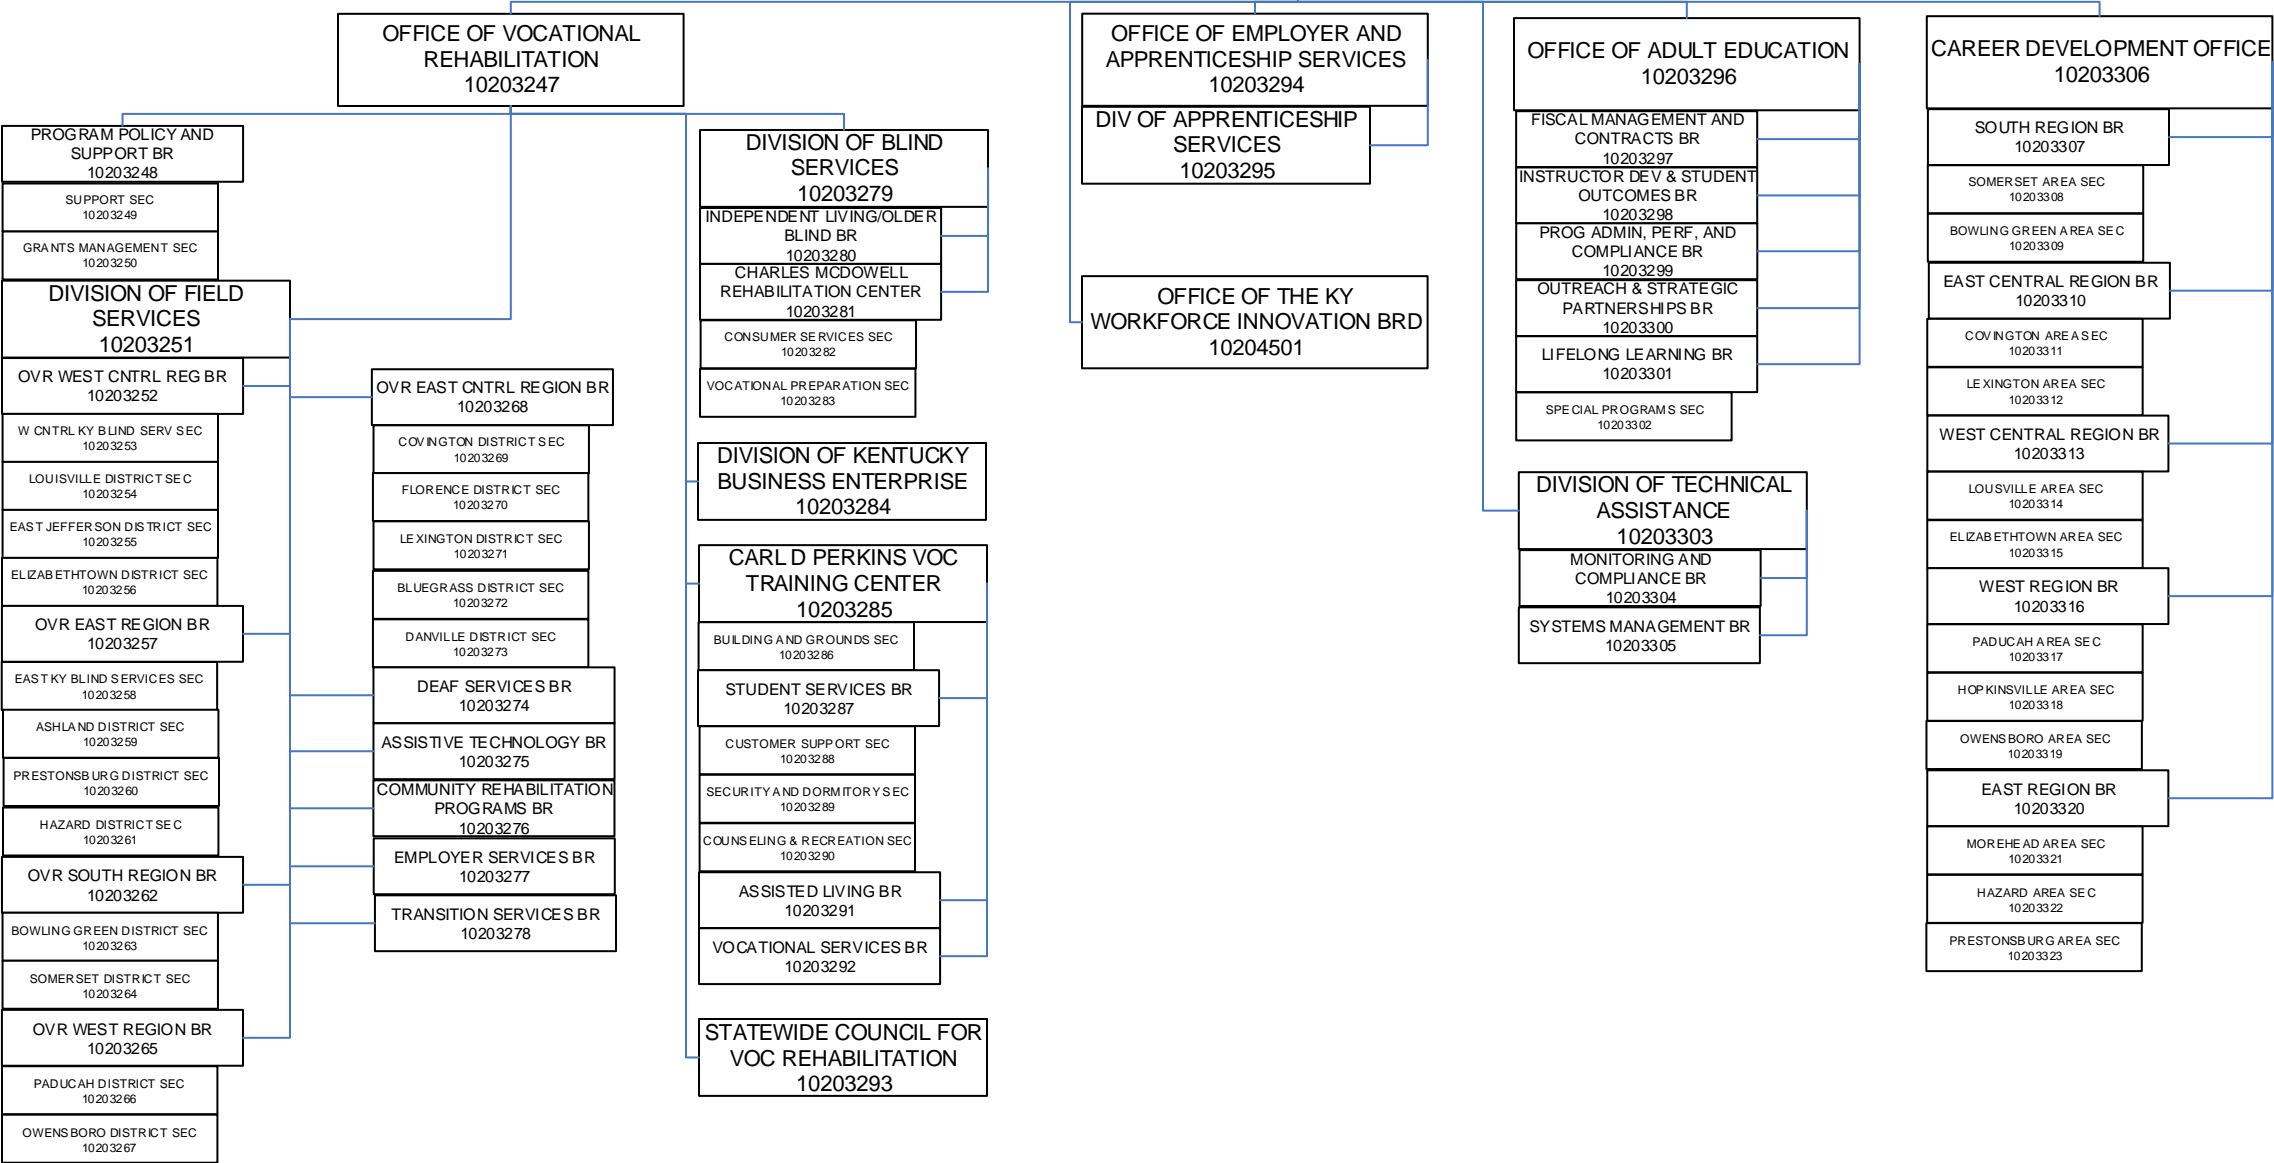 OFFICE OF VOCATIONAL
REHABILITATION
10203247
PROGRAM POLICY AND
SUPPORT BR
10203248
SUPPORT SEC
10203249
GRANTS MANAGEMENT SEC
10203250
DIVISION OF FIELD
SERVICES
10203251
OVR WEST CNTRL REG BR
10203252
W CNTRL KY BLIND SERV SEC
10203253
LOUISVILLE DISTRICT SEC
10203254
EAST JEFFERSON DISTRICT SEC
10203255
ELIZABETHTOWN DISTRICT SEC
10203256
OVR EAST REGION BR
10203257
EAST KY BLIND SERVICES SEC
10203258
ASHLAND DISTRICT SEC
10203259
PRESTONSBURG DISTRICT SEC
10203260
HAZARD DISTRICT SEC
10203261
OVR SOUTH REGION BR
10203262
BOWLING GREEN DISTRICT SEC
10203263
SOMERSET DISTRICT SEC
10203264
OVR WEST REGION BR
10203265
PADUCAH DISTRICT SEC
10203266
OWENSBORO DISTRICT SEC
10203267
OVR EAST CNTRL REGION BR
10203268
COVINGTON DISTRICT SEC
10203269
FLORENCE DISTRICT SEC
10203270
LEXINGTON DISTRICT SEC
10203271
BLUEGRASS DISTRICT SEC
10203272
DANVILLE DISTRICT SEC
10203273
DEAF SERVICES BR
10203274
ASSISTIVE TECHNOLOGY BR
10203275
COMMUNITY REHABILITATION
PROGRAMS BR
10203276
EMPLOYER SERVICES BR
10203277
TRANSITION SERVICES BR
10203278
DIVISION OF BLIND
SERVICES
10203279
INDEPENDENT LIVING/OLDER
BLIND BR
10203280
CHARLES MCDOWELL
REHABILITATION CENTER
10203281
CONSUMER SERVICES SEC
10203282
VOCATIONAL PREPARATION SEC
10203283
DIVISION OF KENTUCKY
BUSINESS ENTERPRISE
10203284
CARL D PERKINS VOC
TRAINING CENTER
10203285
BUILDING AND GROUNDS SEC
10203286
STUDENT SERVICES BR
10203287
CUSTOMER SUPPORT SEC
10203288
SECURITY AND DORMITORY SEC
10203289
COUNSELING & RECREATION SEC
10203290
ASSISTED LIVING BR
10203291
VOCATIONAL SERVICES BR
10203292
STATEWIDE COUNCIL FOR
VOC REHABILITATION
10203293
OFFICE OF EMPLOYER AND
APPRENTICESHIP SERVICES
10203294
DIV OF APPRENTICESHIP
SERVICES
10203295
OFFICE OF THE KY
WORKFORCE INNOVATION BRD
10204501
OFFICE OF ADULT EDUCATION
10203296
FISCAL MANAGEMENT AND
CONTRACTS BR
10203297
INSTRUCTOR DEV & STUDENT
OUTCOMES BR
10203298
PROG ADMIN, PERF, AND
COMPLIANCE BR
10203299
OUTREACH & STRATEGIC
PARTNERSHIPS BR
10203300
LIFELONG LEARNING BR
10203301
SPECIAL PROGRAMS SEC
10203302
DIVISION OF TECHNICAL
ASSISTANCE
10203303
MONITORING AND
COMPLIANCE BR
10203304
SYSTEMS MANAGEMENT BR
10203305
CAREER DEVELOPMENT OFFICE
10203306
SOUTH REGION BR
10203307
SOMERSET AREA SEC
10203308
BOWLING GREEN AREA SEC
10203309
EAST CENTRAL REGION BR
10203310
COVINGTON AREA SEC
10203311
LEXINGTON AREA SEC
10203312
WEST CENTRAL REGION BR
10203313
LOUSVILLE AREA SEC
10203314
ELIZABETHTOWN AREA SEC
10203315
WEST REGION BR
10203316
PADUCAH AREA SEC
10203317
HOPKINSVILLE AREA SEC
10203318
OWENSBORO AREA SEC
10203319
EAST REGION BR
10203320
MOREHEAD AREA SEC
10203321
HAZARD AREA SEC
10203322
PRESTONSBURG AREA SEC
10203323